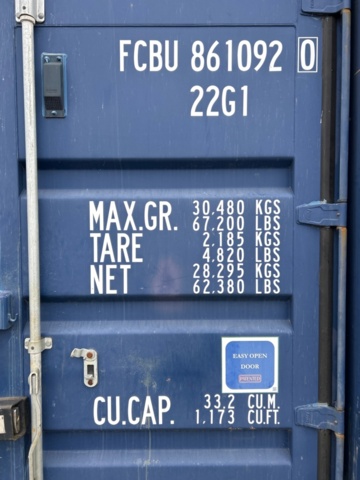 FCBU 861092 0
22G1
MAX.GR. 30.480 KGS
67.200 LBS
TARE 2.185 KGS
4.820 LBS
NET 28.295 KGS
62.380 LBS
EASY OPEN
DOOR
CU.CAP. 33.2 CU.M.
1.173 CU.FT.